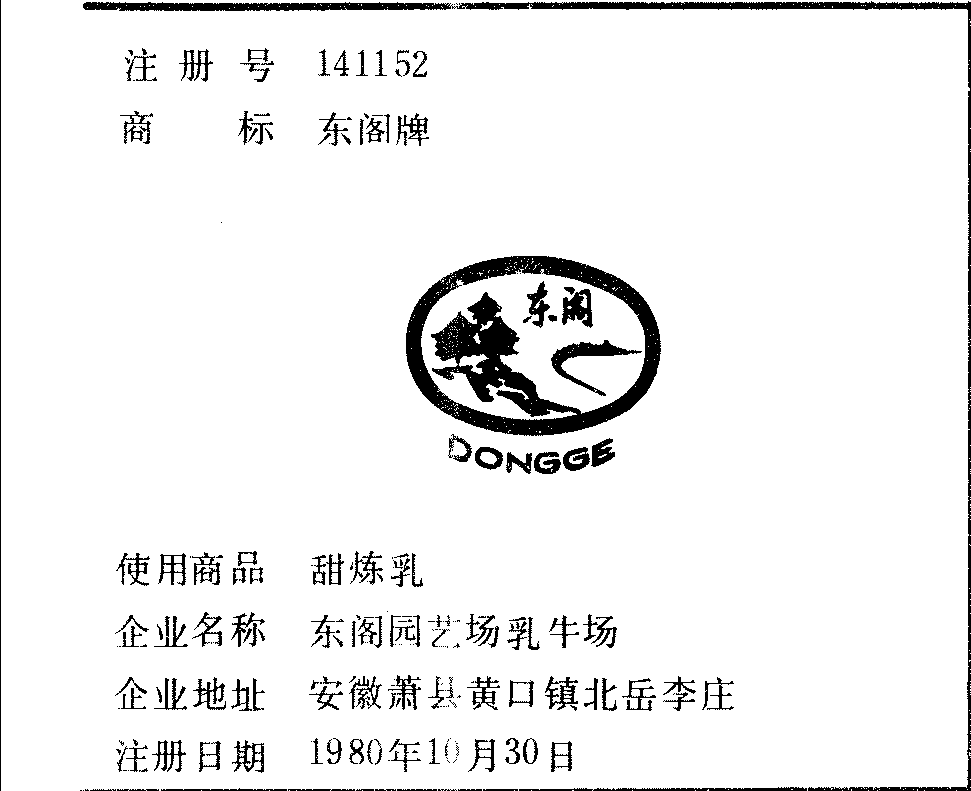 注册号 141152
商标 东阁牌
东阁
DONGGE
使用商品 甜炼乳
企业名称 东阁园艺场乳牛场
企业地址 安徽萧县黄口镇北岳李庄
注册日期 1980年10月30日